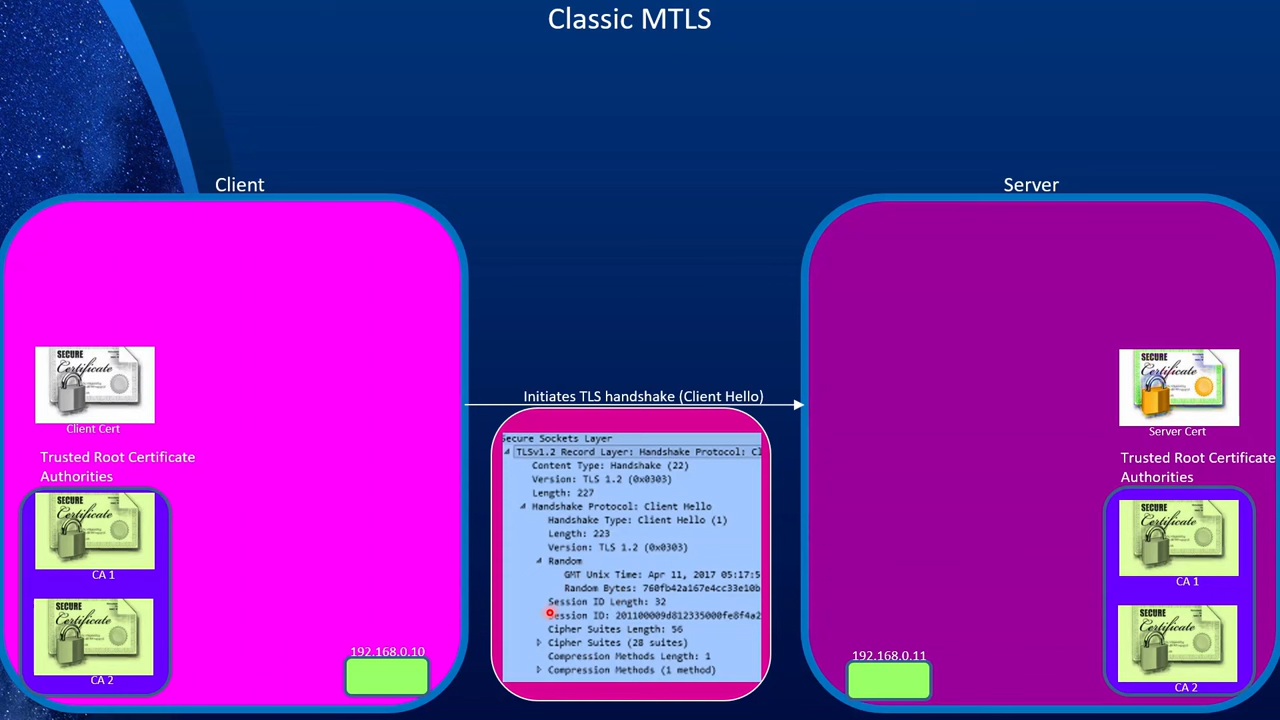 Classic MTLS
Client
Server
SECURE
Certificate
Client Cert
Trusted Root Certificate
Authorities
SECURE
Certificate
CA 1
SECURE
Certificate
CA 2
192.168.0.10
Initiates TLS handshake (Client Hello)
Secure Sockets Layer
TLSv1.2 Record Layer: Handshake Protocol: Cl
Content Type: Handshake (22)
Version: TLS 1.2 (0x0303)
Length: 227
Handshake Protocol: Client Hello
Handshake Type: Client Hello (1)
Length: 223
Version: TLS 1.2 (0x0303)
Random
GMT Unix Time: Apr 11, 2017 05:17:5
Random Bytes: 760fb42a167e4cc33e10b
Session ID Length: 32
Session ID: 201100009d812335000fe8f4a2
Cipher Suites Length: 56
Cipher Suites (28 suites)
Compression Methods Length: 1
Compression Methods (1 method)
SECURE
Certificate
Server Cert
Trusted Root Certificate
Authorities
SECURE
Certificate
CA 1
SECURE
Certificate
CA 2
192.168.0.11